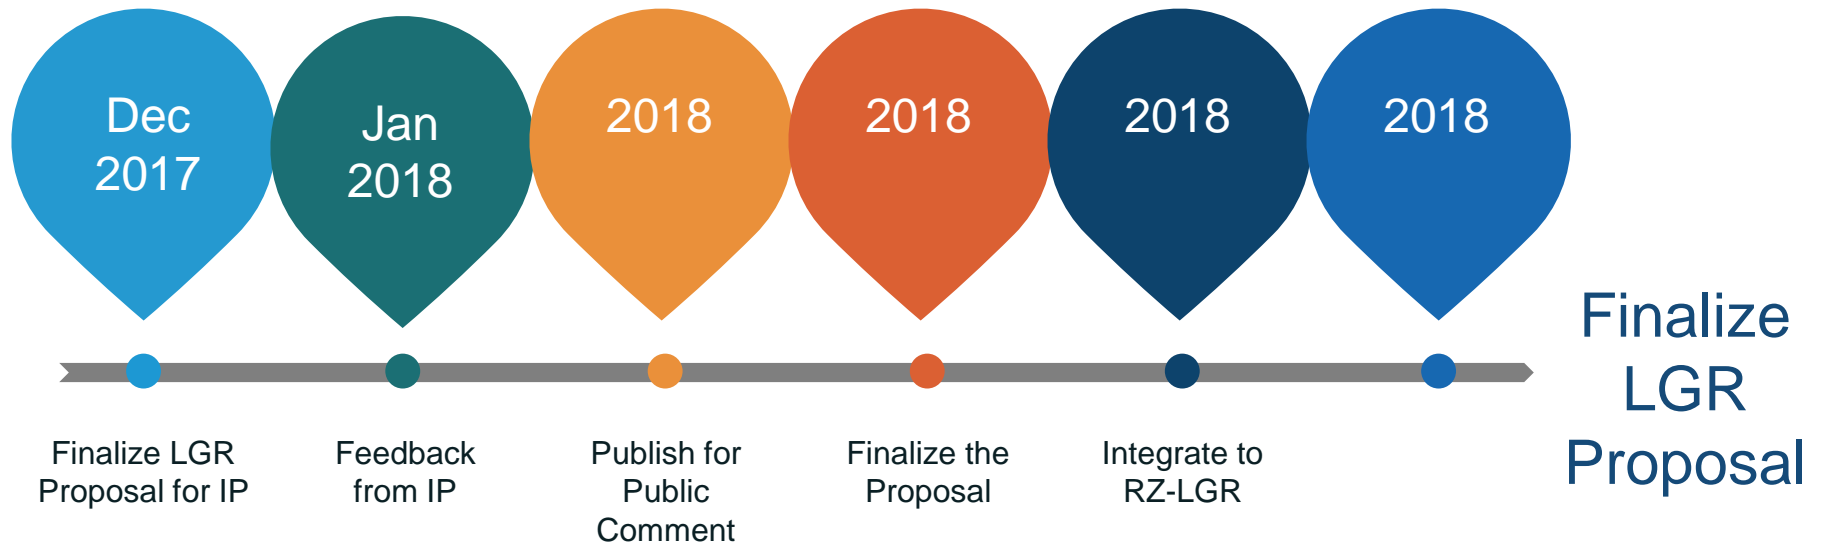 Dec
2017
Jan
2018
2018
2018
2018
2018
Finalize LGR
Proposal for IP
Feedback
from IP
Publish for
Public
Comment
Finalize the
Proposal
Integrate to
RZ-LGR
Finalize
LGR
Proposal